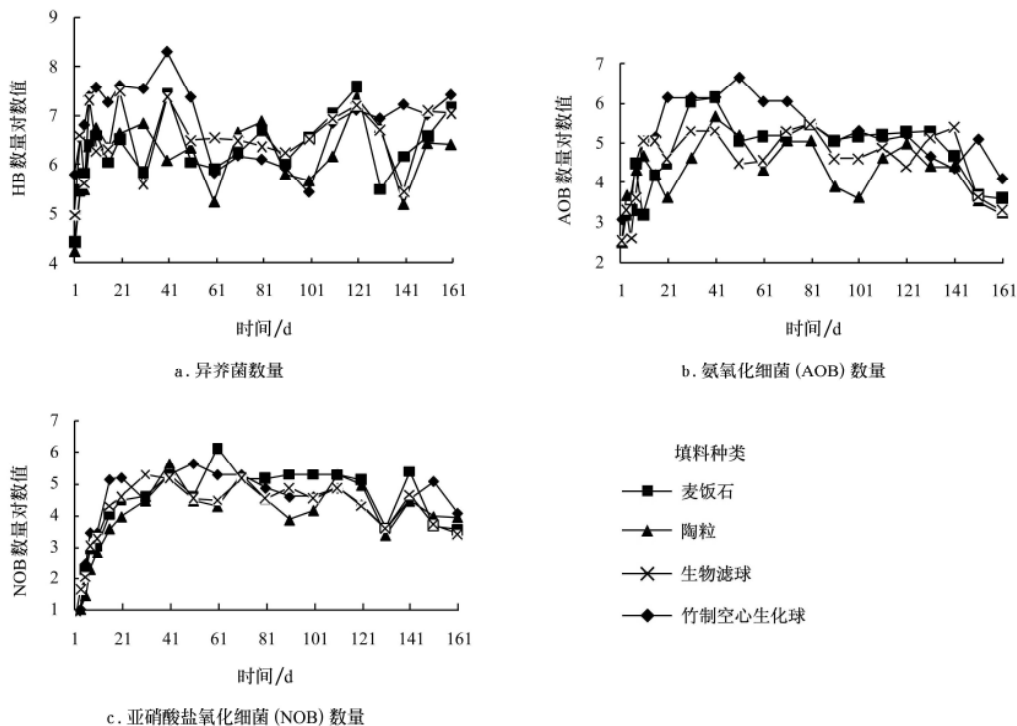 9
8
7
6
5
4
HB 数量对数值
1 21 41 61 81 101 121 141 161
时间/d
a. 异养菌数量
7
6
5
4
3
2
AOB 数量对数值
1 21 41 61 81 101 121 141 161
时间/d
b. 氨氧化细菌 (AOB) 数量
7
6
5
4
3
2
1
NOB 数量对数值
1 21 41 61 81 101 121 141 161
时间/d
c. 亚硝酸盐氧化细菌 (NOB) 数量
填料种类
麦饭石
陶粒
生物滤球
竹制空心生化球